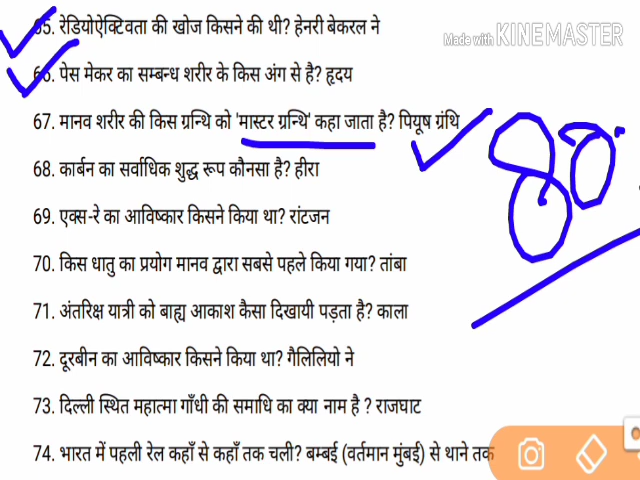 65. रेडियोऐक्टिवता की खोज किसने की थी? हेनरी बेकरल ने
Made with KINEMASTER
66. पेस मेकर का सम्बन्ध शरीर के किस अंग से है? हृदय
67. मानव शरीर की किस ग्रन्थि को 'मास्टर ग्रन्थि' कहा जाता है? पियूष ग्रंथि
80
68. कार्बन का सर्वाधिक शुद्ध रूप कौनसा है? हीरा
69. एक्स-रे का आविष्कार किसने किया था? रांटजन
70. किस धातु का प्रयोग मानव द्वारा सबसे पहले किया गया? तांबा
71. अंतरिक्ष यात्री को बाह्य आकाश कैसा दिखायी पड़ता है? काला
72. दूरबीन का आविष्कार किसने किया था? गैलिलियो ने
73. दिल्ली स्थित महात्मा गाँधी की समाधि का क्या नाम है ? राजघाट
74. भारत में पहली रेल कहाँ से कहाँ तक चली? बम्बई (वर्तमान मुंबई) से थाने तक